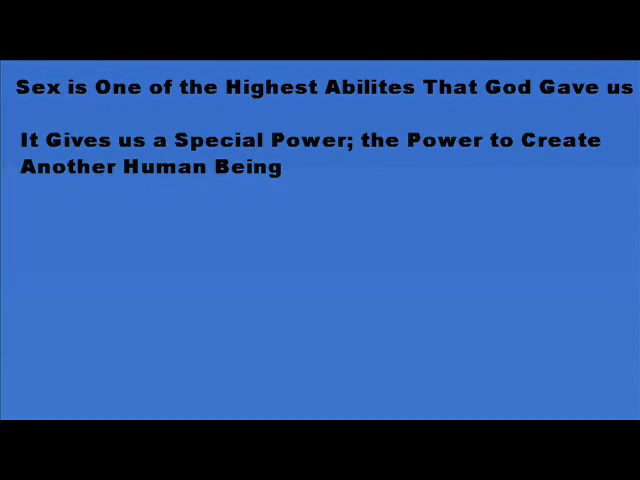 Sex is One of the Highest Abilites That God Gave us
It Gives us a Special Power; the Power to Create
Another Human Being